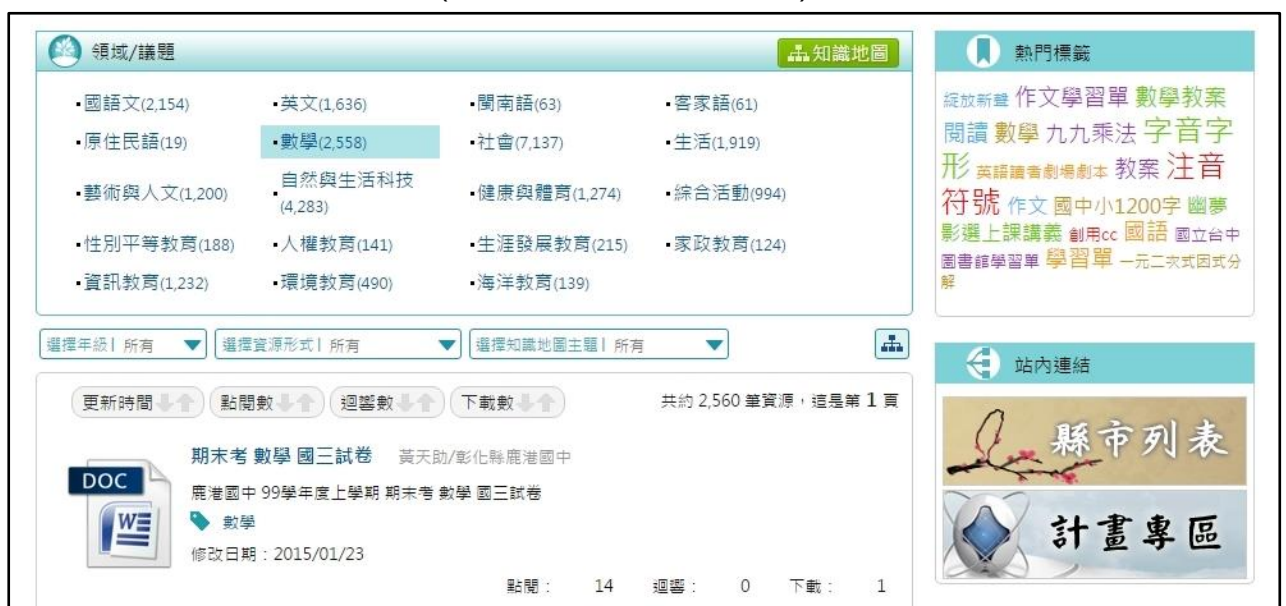 領域/議題
知識地圖
▪國語文(2,154)
▪英文(1,636)
▪閩南語(63)
▪客家語(61)
▪原住民語(19)
▪數學(2,558)
▪社會(7,137)
▪生活(1,919)
▪藝術與人文(1,200)
▪自然與生活科技
(4,283)
▪健康與體育(1,274)
▪綜合活動(994)
▪性別平等教育(188)
▪人權教育(141)
▪生涯發展教育(215)
▪家政教育(124)
▪資訊教育(1,232)
▪環境教育(490)
▪海洋教育(139)
選擇年級| 所有
選擇資源形式| 所有
選擇知識地圖主題| 所有
更新時間
點閱數
迴響數
下載數
共約 2,560 筆資源，這是第 1 頁
DOC
W
期末考 數學 國三試卷 黃天助/彰化縣鹿港國中
鹿港國中 99學年度上學期 期末考 數學 國三試卷
數學
修改日期：2015/01/23
點閱： 14 迴響： 0 下載： 1
熱門標籤
綻放新聲 作文學習單 數學教案
閱讀 數學 九九乘法 字音字
形 英語讀者劇場劇本 教案 注音
符號 作文 國中小1200字 幽夢
影選上課講義 創用cc 國語 國立台中
圖書館學習單 學習單 一元二次式因式分
解
站內連結
縣市列表
計畫專區